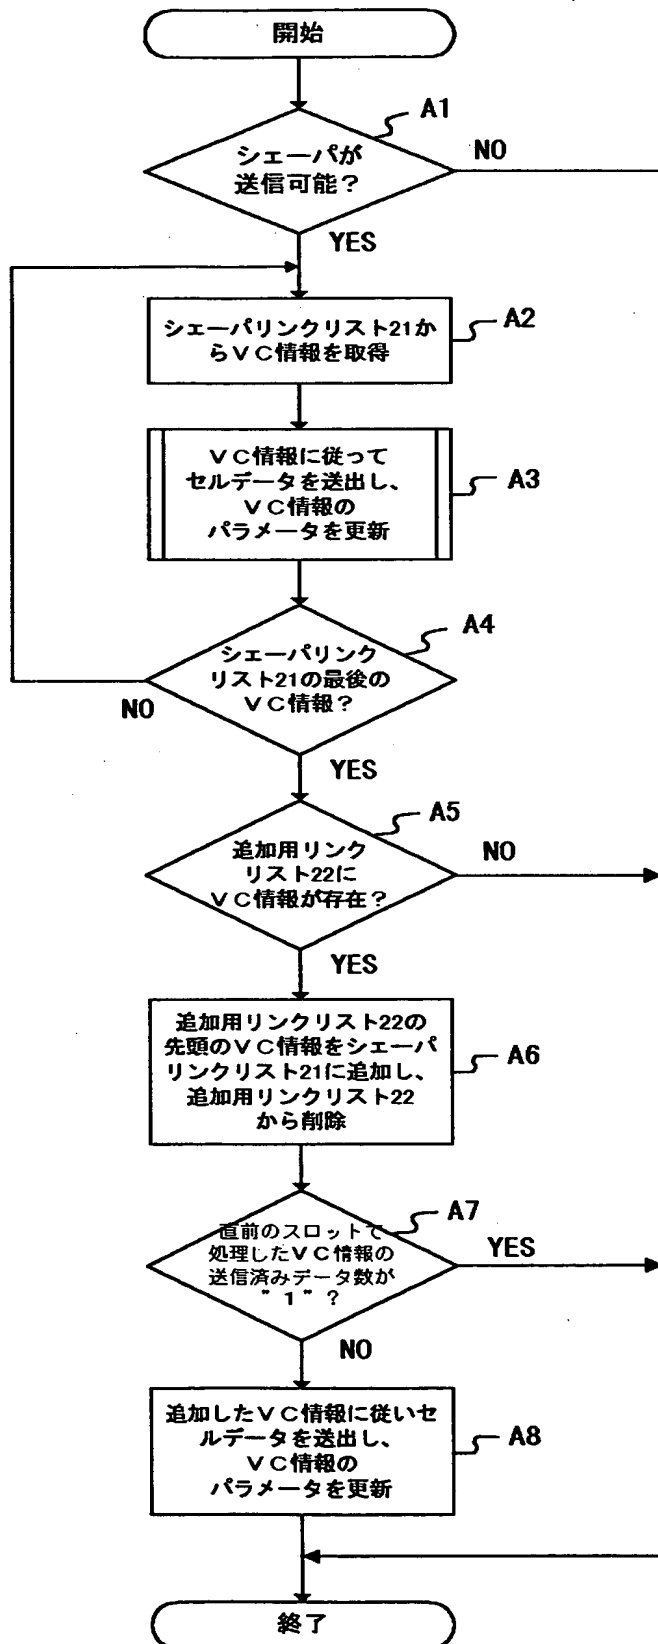 開始
A1
シェーパが
送信可能？
NO
YES
シェーパリンクリスト21か
らVC情報を取得
A2
VC情報に従って
セルデータを送出し、
VC情報の
パラメータを更新
A3
A4
シェーパリンク
リスト21の最後の
VC情報？
NO
YES
A5
追加用リンク
リスト22に
VC情報が存在？
NO
YES
追加用リンクリスト22の
先頭のVC情報をシェーパ
リンクリスト21に追加し、
追加用リンクリスト22
から削除
A6
A7
直前のスロットで
処理したVC情報の
送信済みデータ数が
"1"？
YES
NO
追加したVC情報に従いセ
ルデータを送出し、
VC情報の
パラメータを更新
A8
終了